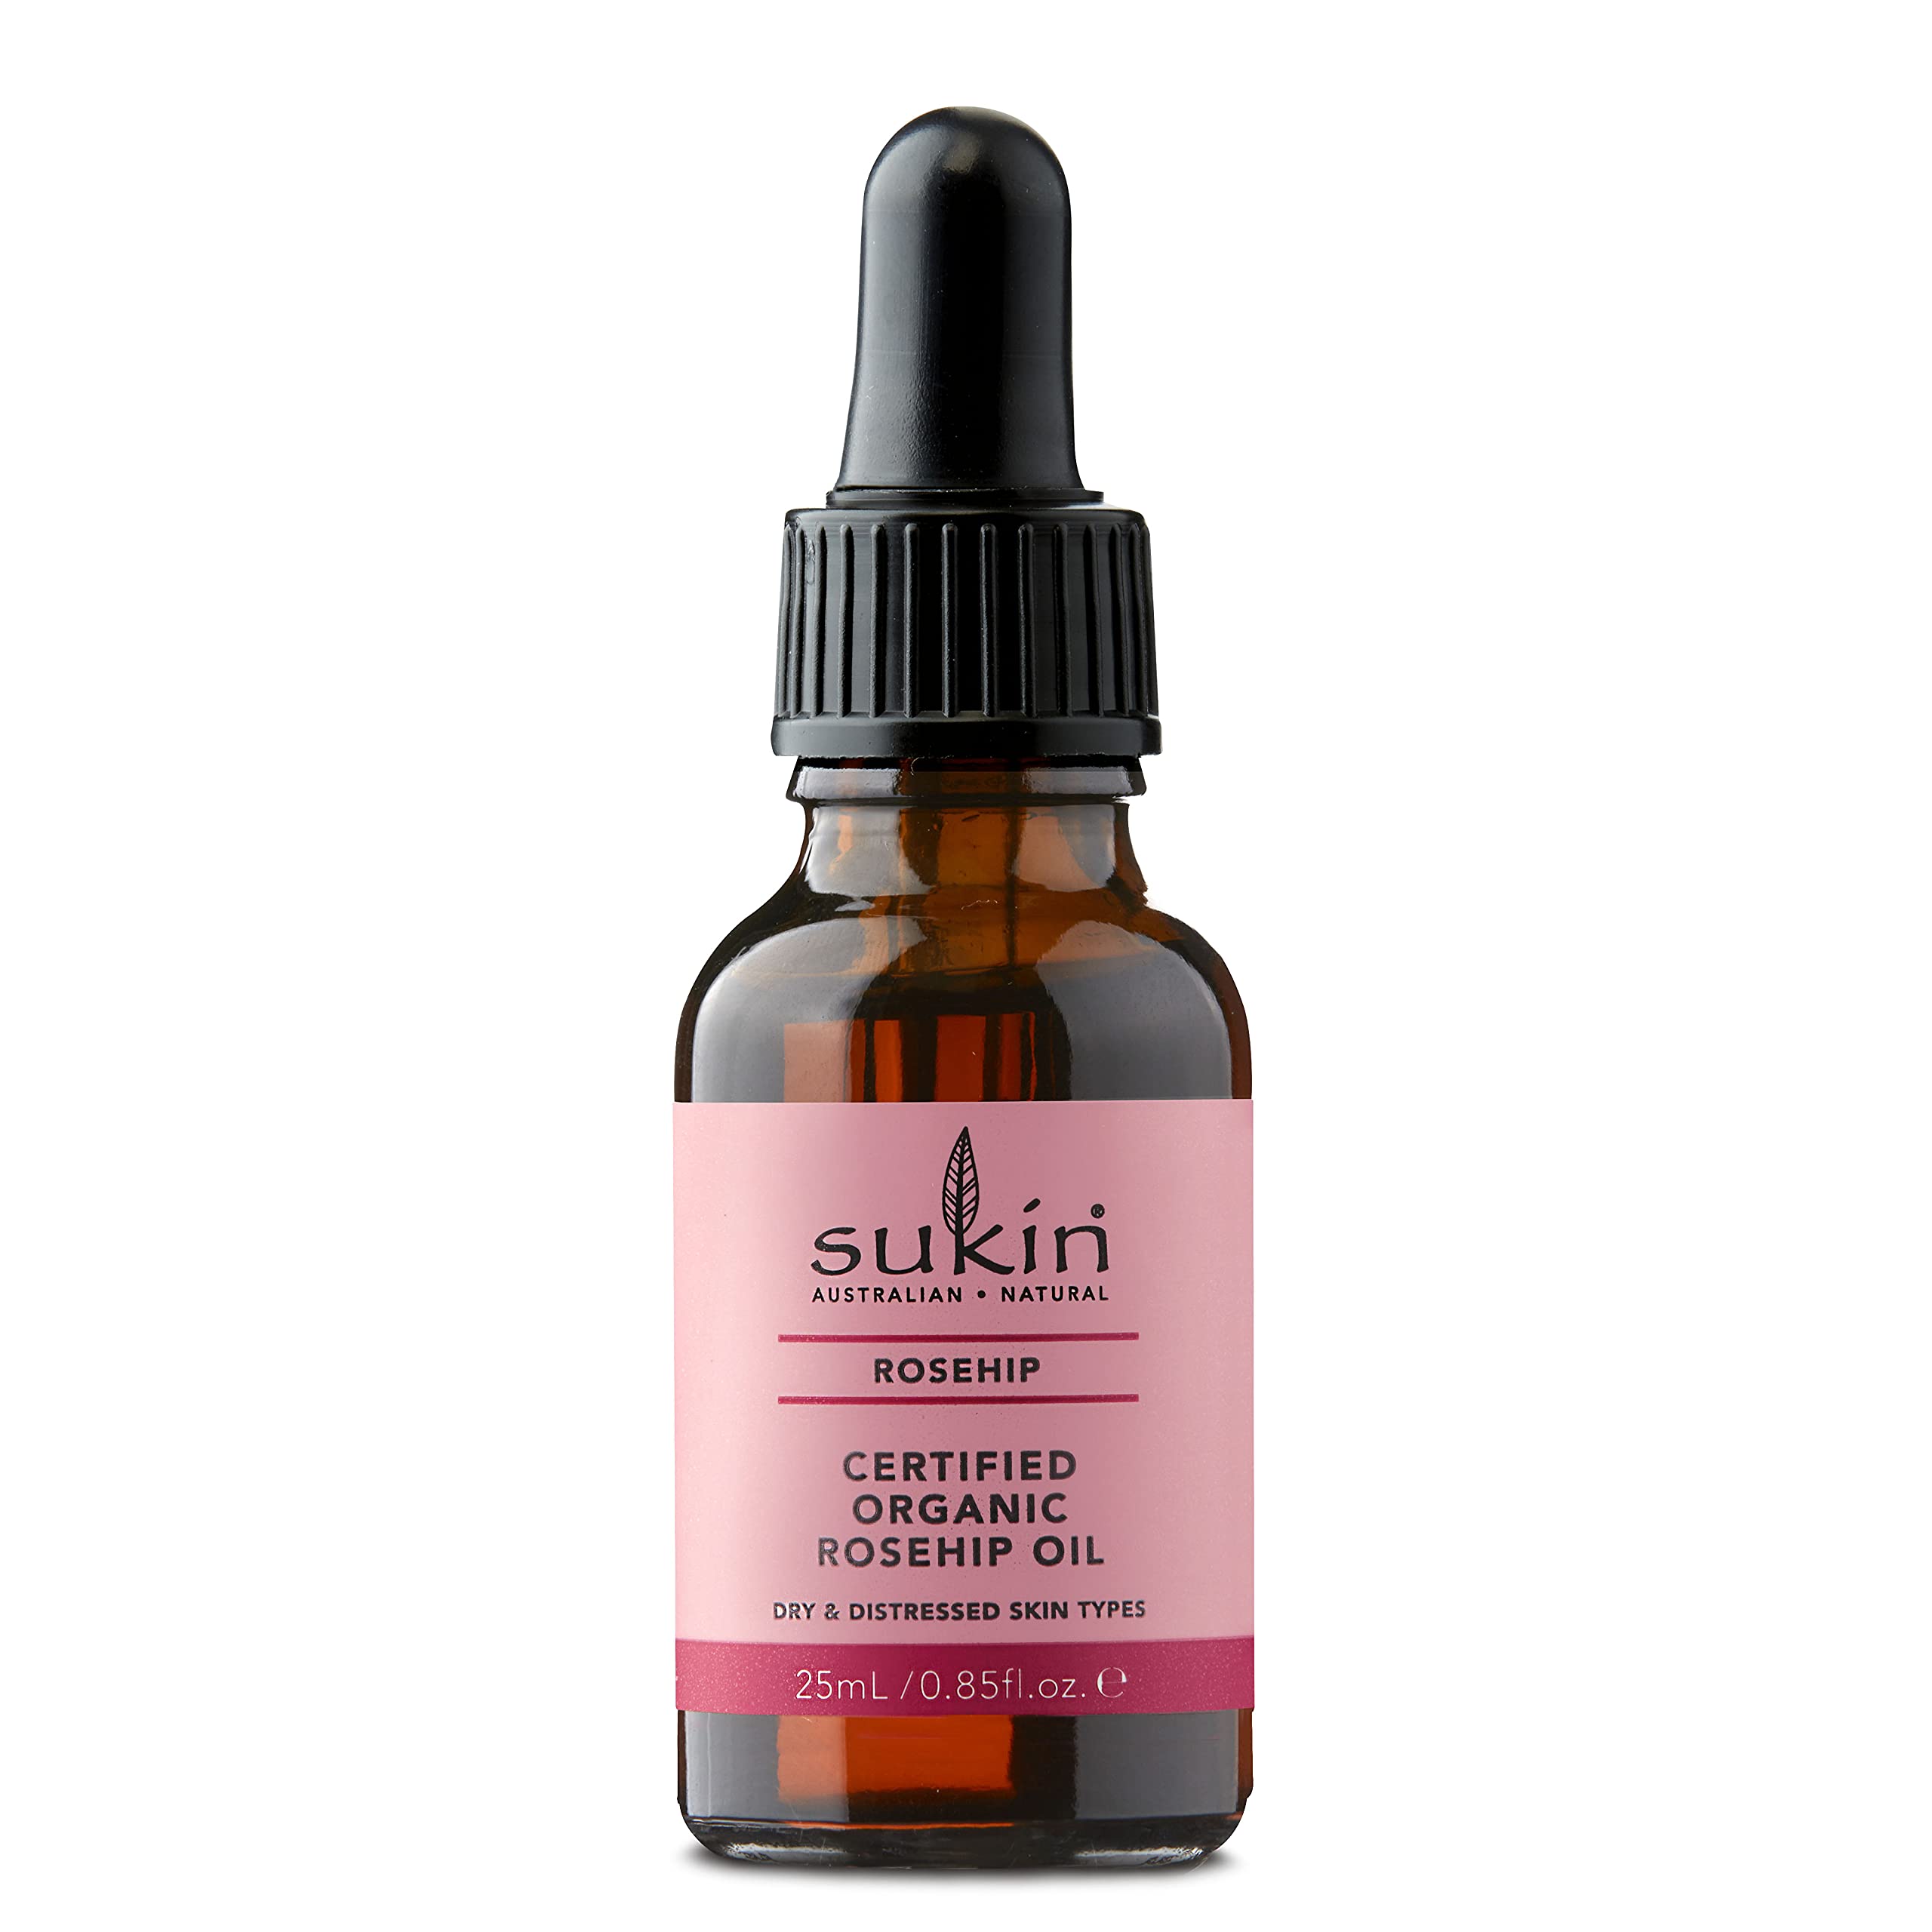 sukin®
AUSTRALIAN • NATURAL
ROSEHIP
CERTIFIED
ORGANIC
ROSEHIP OIL
DRY & DISTRESSED SKIN TYPES
25mL / 0.85fl.oz. ℮